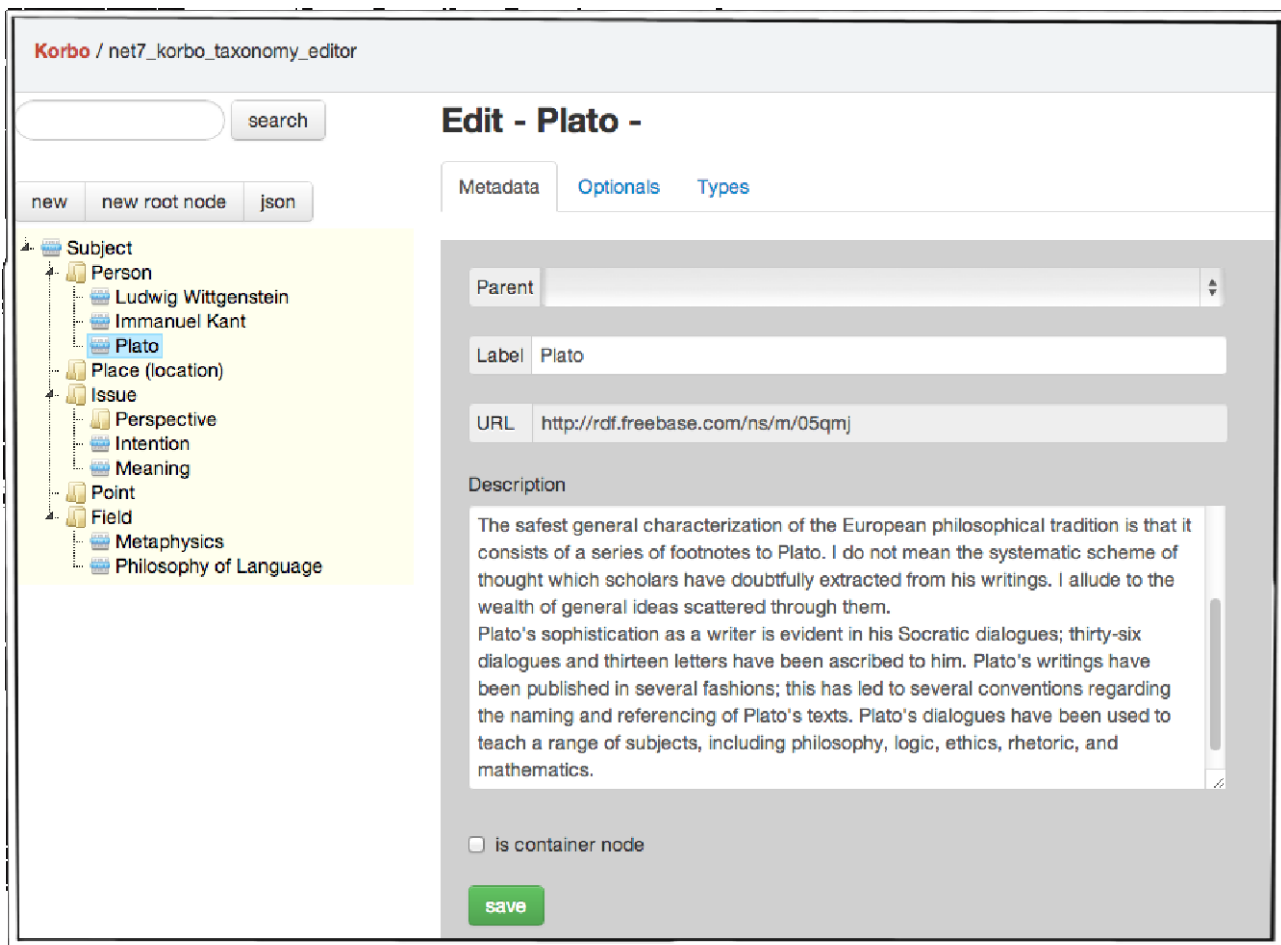 Korbo / net7_korbo_taxonomy_editor
search
new
new root node
json
Subject
Person
Ludwig Wittgenstein
Immanuel Kant
Plato
Place (location)
Issue
Perspective
Intention
Meaning
Point
Field
Metaphysics
Philosophy of Language
Edit - Plato -
Metadata
Optionals
Types
Parent
Label Plato
URL http://rdf.freebase.com/ns/m/05qmj
Description
The safest general characterization of the European philosophical tradition is that it
consists of a series of footnotes to Plato. I do not mean the systematic scheme of
thought which scholars have doubtfully extracted from his writings. I allude to the
wealth of general ideas scattered through them.
Plato's sophistication as a writer is evident in his Socratic dialogues; thirty-six
dialogues and thirteen letters have been ascribed to him. Plato's writings have
been published in several fashions; this has led to several conventions regarding
the naming and referencing of Plato's texts. Plato's dialogues have been used to
teach a range of subjects, including philosophy, logic, ethics, rhetoric, and
mathematics.
is container node
save